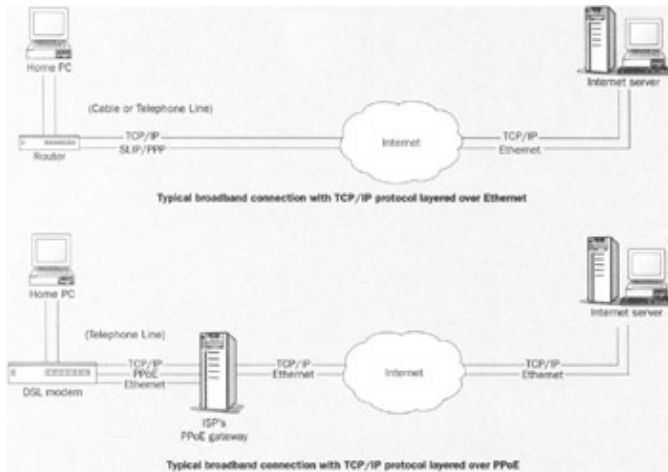 Home PC
Internet server
(Cable or Telephone Line)
TCP/IP
SLIP/PPP
Router
Internet
TCP/IP
Ethernet
Typical broadband connection with TCP/IP protocol layered over Ethernet
Home PC
Internet server
(Telephone Line)
TCP/IP
PPoE
Ethernet
DSL modem
ISP's
PPoE gateway
TCP/IP
Ethernet
Internet
TCP/IP
Ethernet
Typical broadband connection with TCP/IP protocol layered over PPoE